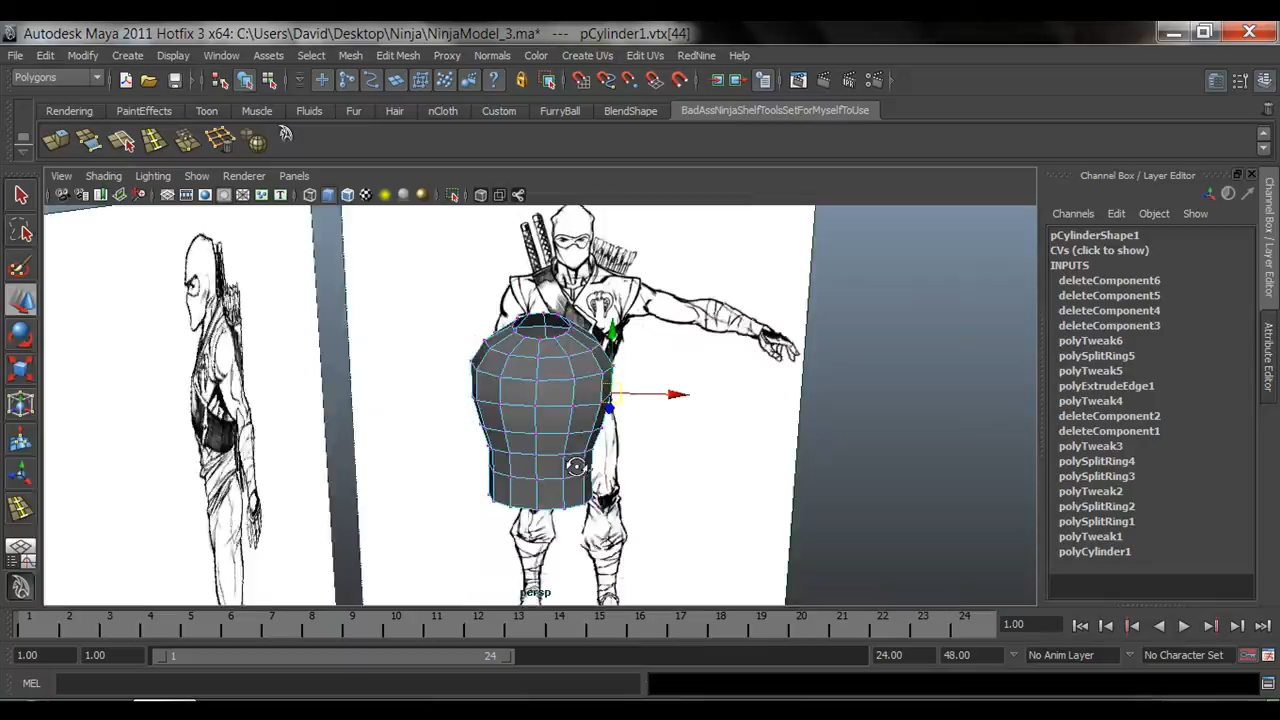 Autodesk Maya 2011 Hotfix 3 x64: C:\Users\David\Desktop\Ninja\NinjaModel_3.ma* --- pCylinder1.vtx[44]
File Edit Modify Create Display Window Assets Select Mesh Edit Mesh Proxy Normals Color Create UVs Edit UVs RedNine Help
Polygons
Rendering PaintEffects Toon Muscle Fluids Fur Hair nCloth Custom FurryBall BlendShape BadAssNinjaShelfToolsSetForMyselfToUse
View Shading Lighting Show Renderer Panels
Channel Box / Layer Editor
Channels Edit Object Show
pCylinderShape1
CVs (click to show)
INPUTS
deleteComponent6
deleteComponent5
deleteComponent4
deleteComponent3
polyTweak6
polySplitRing5
polyTweak5
polyExtrudeEdge1
polyTweak4
deleteComponent2
deleteComponent1
polyTweak3
polySplitRing4
polySplitRing3
polyTweak2
polySplitRing2
polySplitRing1
polyTweak1
polyCylinder1
Channel Box / Layer Editor
Attribute Editor
persp
1 2 3 4 5 6 7 8 9 10 11 12 13 14 15 16 17 18 19 20 21 22 23 24
1.00
1.00 1.00 1 24 24.00 48.00 No Anim Layer No Character Set
MEL